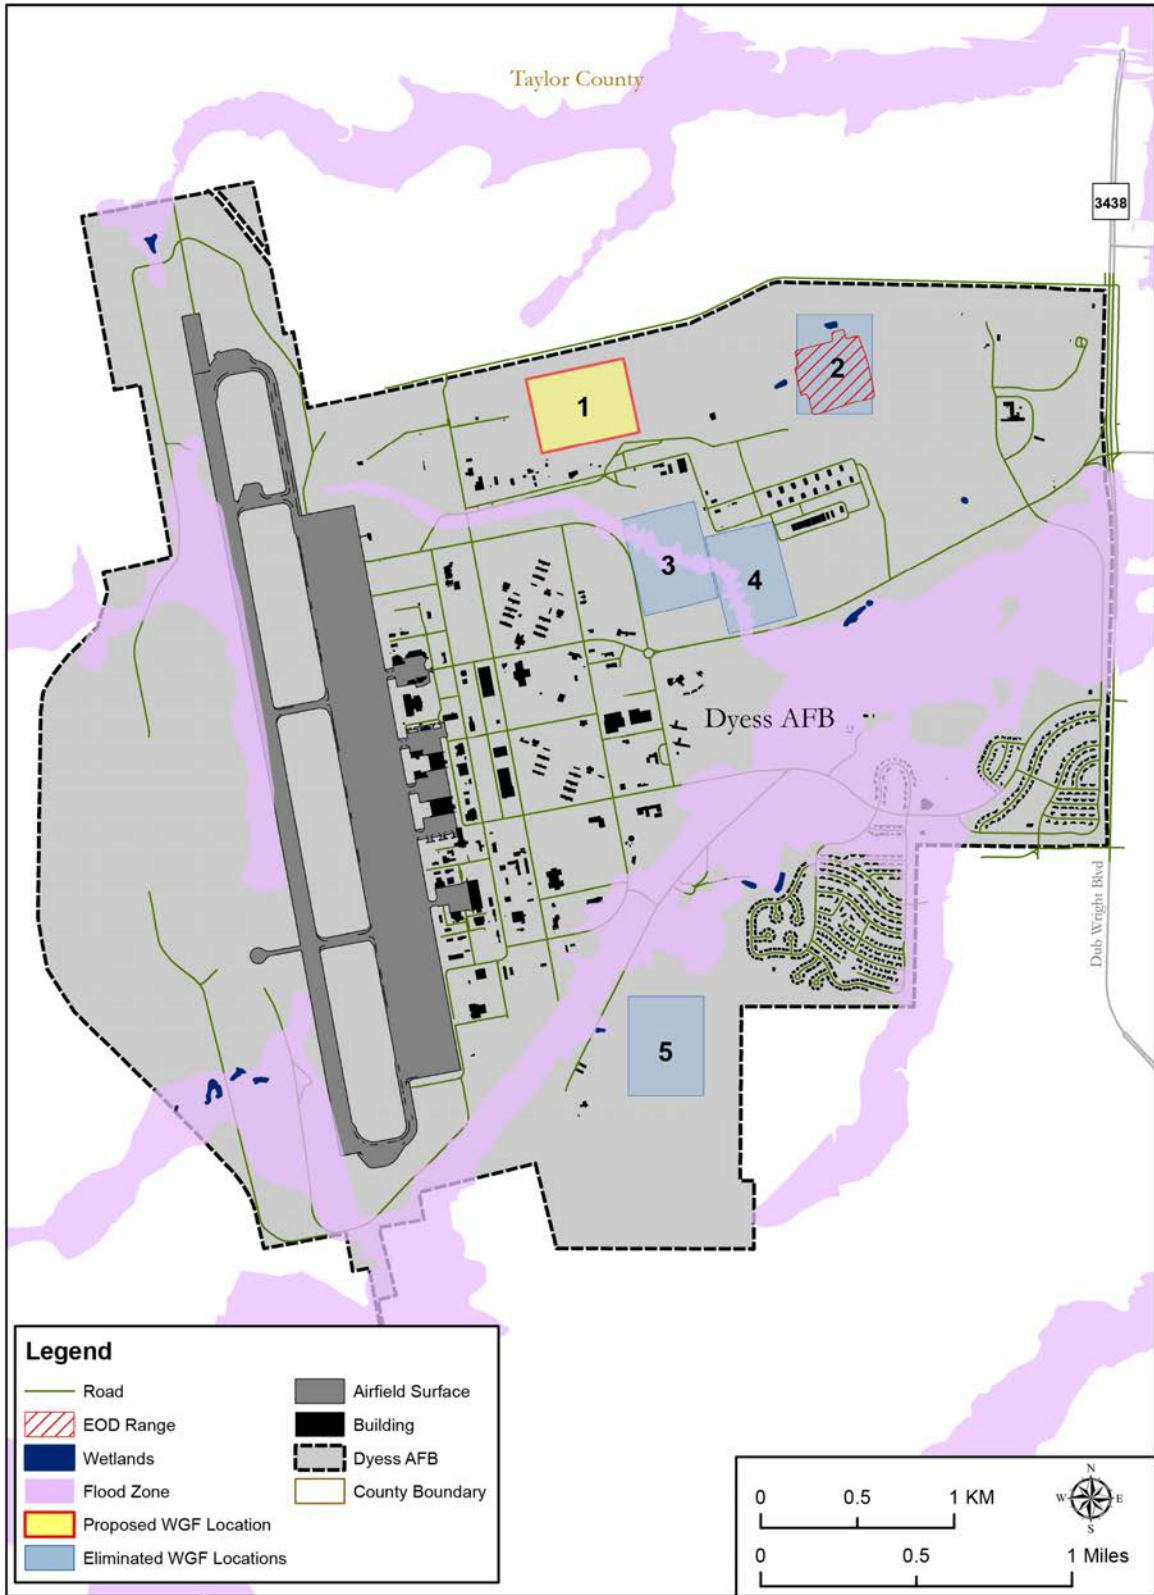 Taylor County
3438
1
2
3
4
Dyess AFB
Dub Wright Blvd
5
Legend
Road
EOD Range
Wetlands
Flood Zone
Proposed WGF Location
Eliminated WGF Locations
Airfield Surface
Building
Dyess AFB
County Boundary
0 0.5 1 KM
N
W E
S
0 0.5 1 Miles